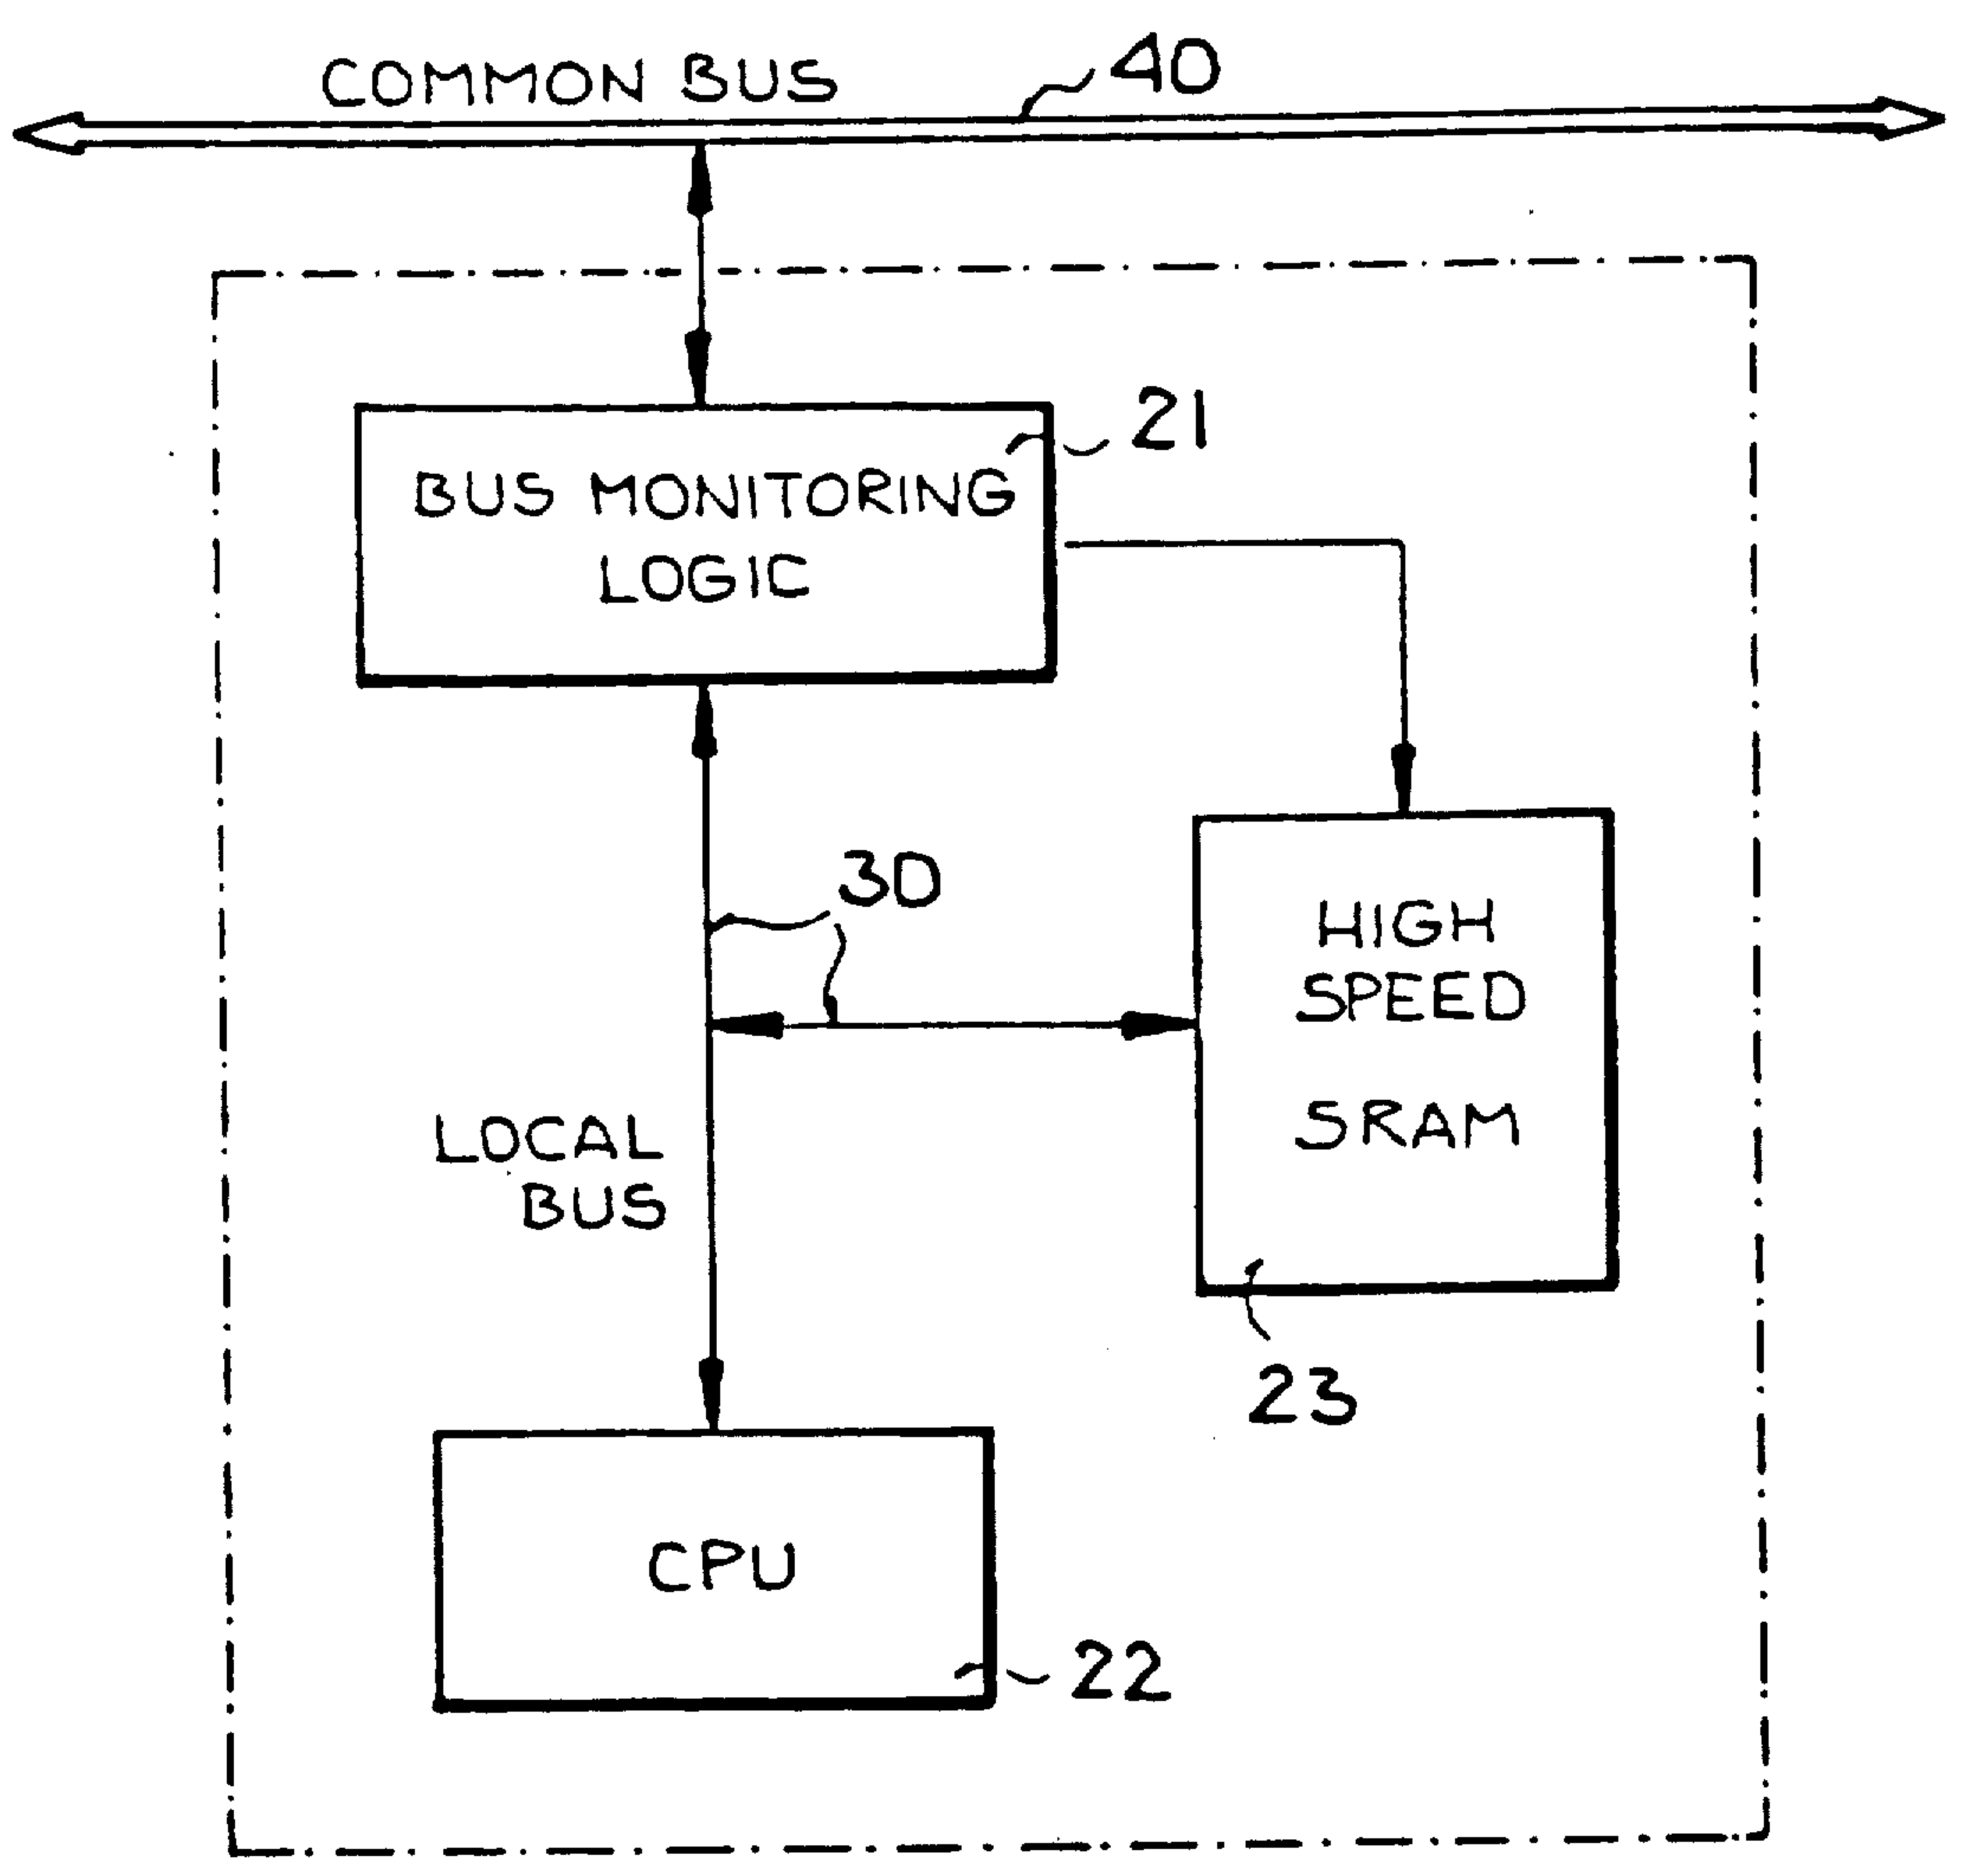 COMMON BUS
40
21
BUS MONITORING
LOGIC
30
HIGH
SPEED
SRAM
LOCAL
BUS
23
CPU
22